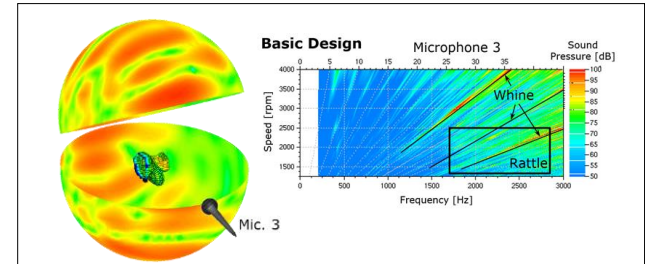 Basic Design
Microphone 3
Sound
Pressure [dB]
0 5 10 15 20 25 30 35
4000
3500
3000
2500
2000
1500
Speed [rpm]
Whine
Rattle
100
95
90
85
80
75
70
65
60
55
50
0 500 1000 1500 2000 2500 3000
Frequency [Hz]
Mic. 3